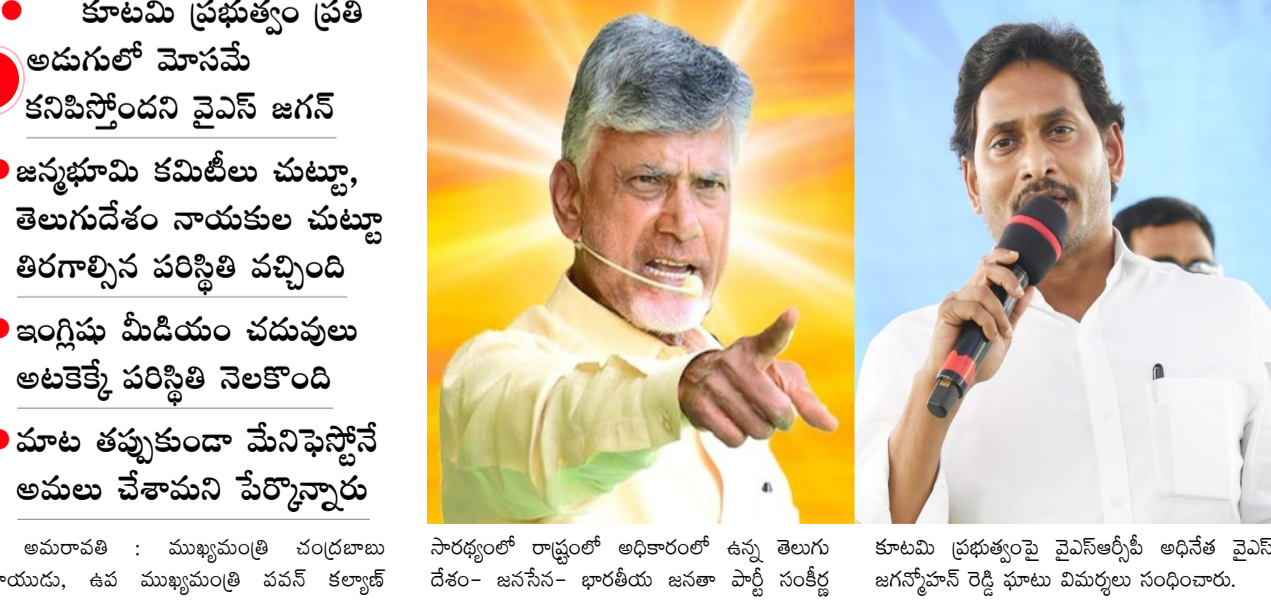 కూటమి ప్రభుత్వం ప్రతి
అడుగులో మోసమే
కనిపిస్తోందని వైఎస్ జగన్
జన్మభూమి కమిటీలు చుట్టూ,
తెలుగుదేశం నాయకుల చుట్టూ
తిరగాల్సిన పరిస్థితి వచ్చింది
ఇంగ్లిషు మీడియం చదువులు
అటకెక్కే పరిస్థితి నెలకొంది
మాట తప్పకుండా మేనిఫెస్టోనే
అమలు చేశామని పేర్కొన్నారు
అమరావతి : ముఖ్యమంత్రి చంద్రబాబు
ాయుడు, ఉప ముఖ్యమంత్రి పవన్ కల్యాణ్
సారథ్యంలో రాష్ట్రంలో అధికారంలో ఉన్న తెలుగు
దేశం– జనసేన– భారతీయ జనతా పార్టీ సంకీర్ణ
కూటమి ప్రభుత్వంపై వైఎస్ఆర్సీపీ అధినేత వైఎస్
జగన్మోహన్ రెడ్డి ఘాటు విమర్శలు సంధించారు.